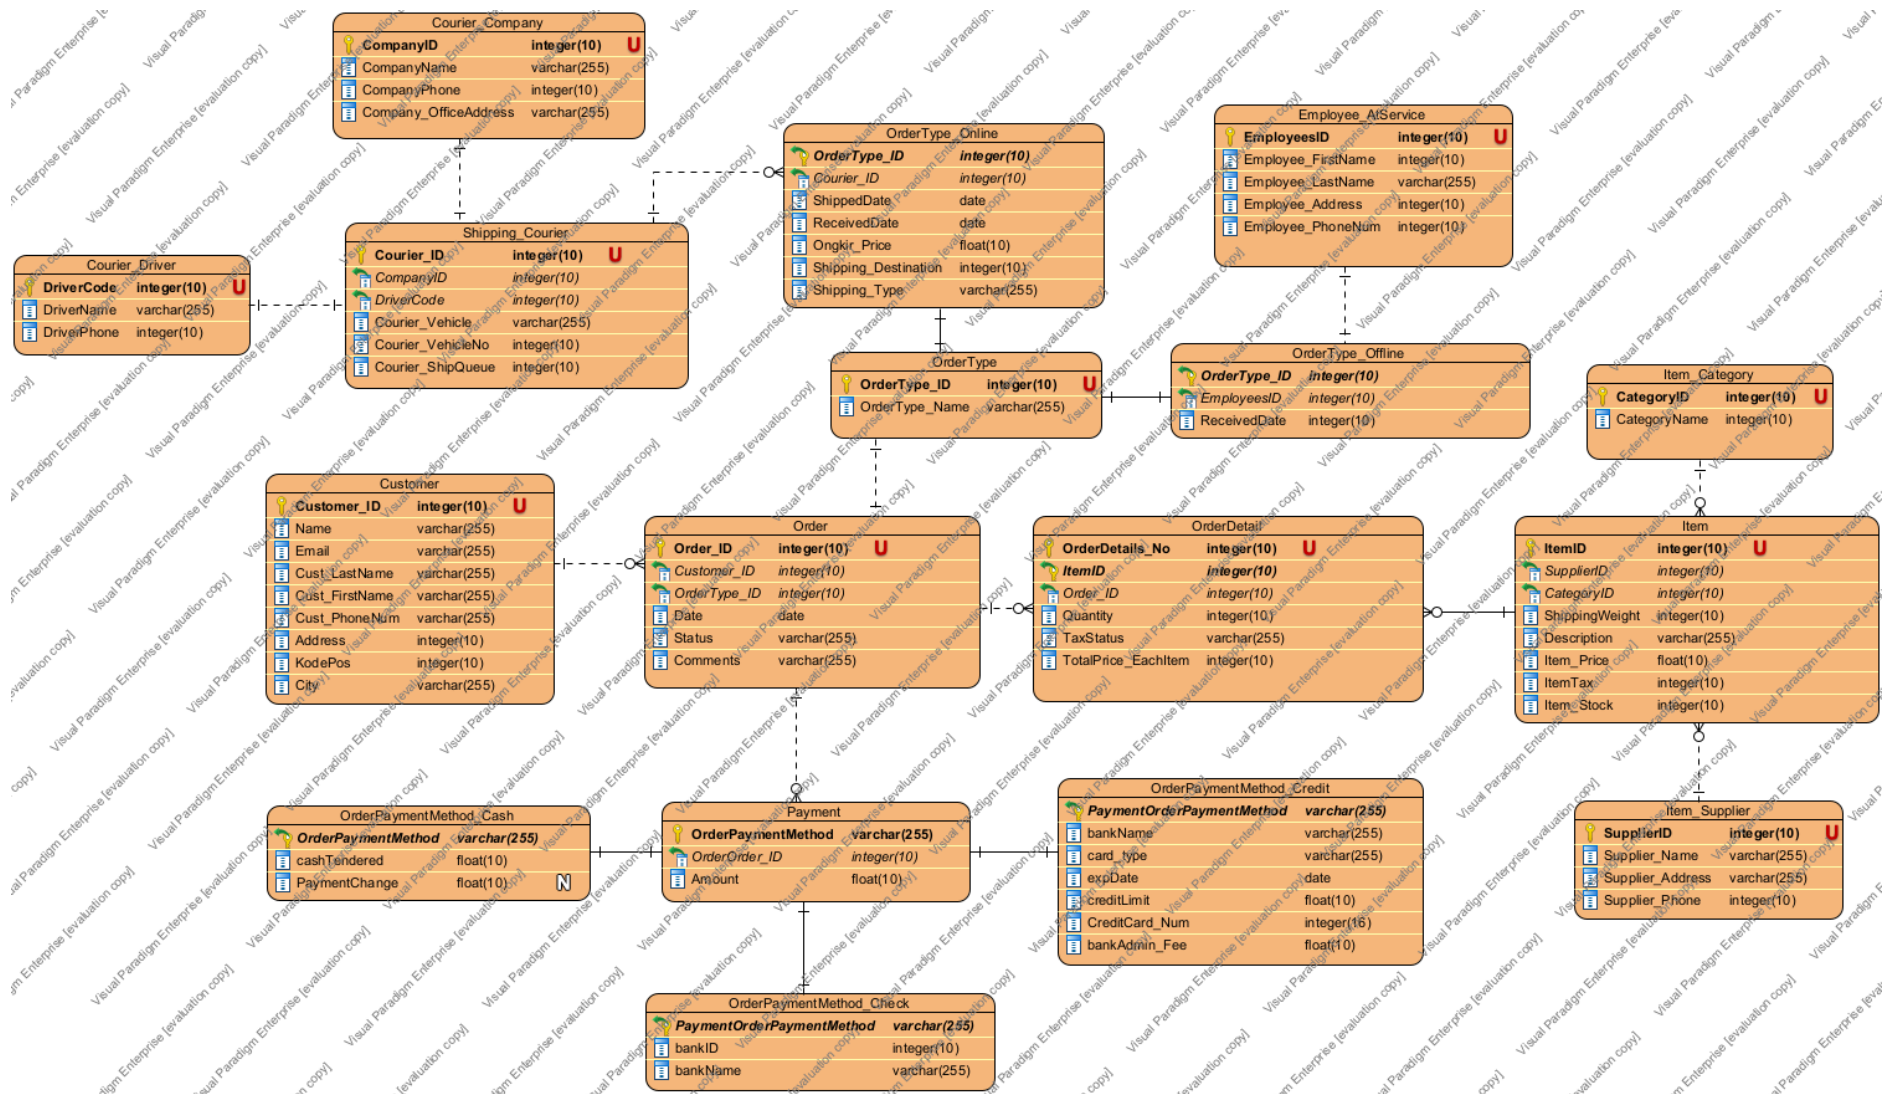 Courier_Company
CompanyID integer(10) U
CompanyName varchar(255)
CompanyPhone integer(10)
Company_OfficeAddress varchar(255)
OrderType_Online
OrderType_ID integer(10)
Courier_ID integer(10)
ShippedDate date
ReceivedDate date
Ongkir_Price float(10)
Shipping_Destination integer(10)
Shipping_Type varchar(255)
Employee_AtService
EmployeesID integer(10) U
Employee_FirstName integer(10)
Employee_LastName varchar(255)
Employee_Address integer(10)
Employee_PhoneNum integer(10)
Courier_Driver
DriverCode integer(10) U
DriverName varchar(255)
DriverPhone integer(10)
Shipping_Courier
Courier_ID integer(10) U
CompanyID integer(10)
DriverCode integer(10)
Courier_Vehicle varchar(255)
Courier_VehicleNo integer(10)
Courier_ShipQueue integer(10)
OrderType
OrderType_ID integer(10) U
OrderType_Name varchar(255)
OrderType_Offline
OrderType_ID integer(10)
EmployeesID integer(10)
ReceivedDate integer(10)
Item_Category
CategoryID integer(10) U
CategoryName integer(10)
Customer
Customer_ID integer(10) U
Name varchar(255)
Email varchar(255)
Cust_LastName varchar(255)
Cust_FirstName varchar(255)
Cust_PhoneNum varchar(255)
Address integer(10)
KodePos integer(10)
City varchar(255)
Order
Order_ID integer(10) U
Customer_ID integer(10)
OrderType_ID integer(10)
Date date
Status varchar(255)
Comments varchar(255)
OrderDetail
OrderDetails_No integer(10) U
ItemID integer(10)
Order_ID integer(10)
Quantity integer(10)
TaxStatus varchar(255)
TotalPrice_EachItem integer(10)
Item
ItemID integer(10) U
SupplierID integer(10)
CategoryID integer(10)
ShippingWeight integer(10)
Description varchar(255)
Item_Price float(10)
ItemTax integer(10)
Item_Stock integer(10)
OrderPaymentMethod_Cash
OrderPaymentMethod varchar(255)
cashTendered float(10)
PaymentChange float(10) N
Payment
OrderPaymentMethod varchar(255)
OrderOrder_ID integer(10)
Amount float(10)
OrderPaymentMethod_Credit
PaymentOrderPaymentMethod varchar(255)
bankName varchar(255)
card_type varchar(255)
expDate date
creditLimit float(10)
CreditCard_Num integer(16)
bankAdmin_Fee float(10)
Item_Supplier
SupplierID integer(10) U
Supplier_Name varchar(255)
Supplier_Address varchar(255)
Supplier_Phone integer(10)
OrderPaymentMethod_Check
PaymentOrderPaymentMethod varchar(255)
bankID integer(10)
bankName varchar(255)
Visual Paradigm Enterprise [evaluation copy]